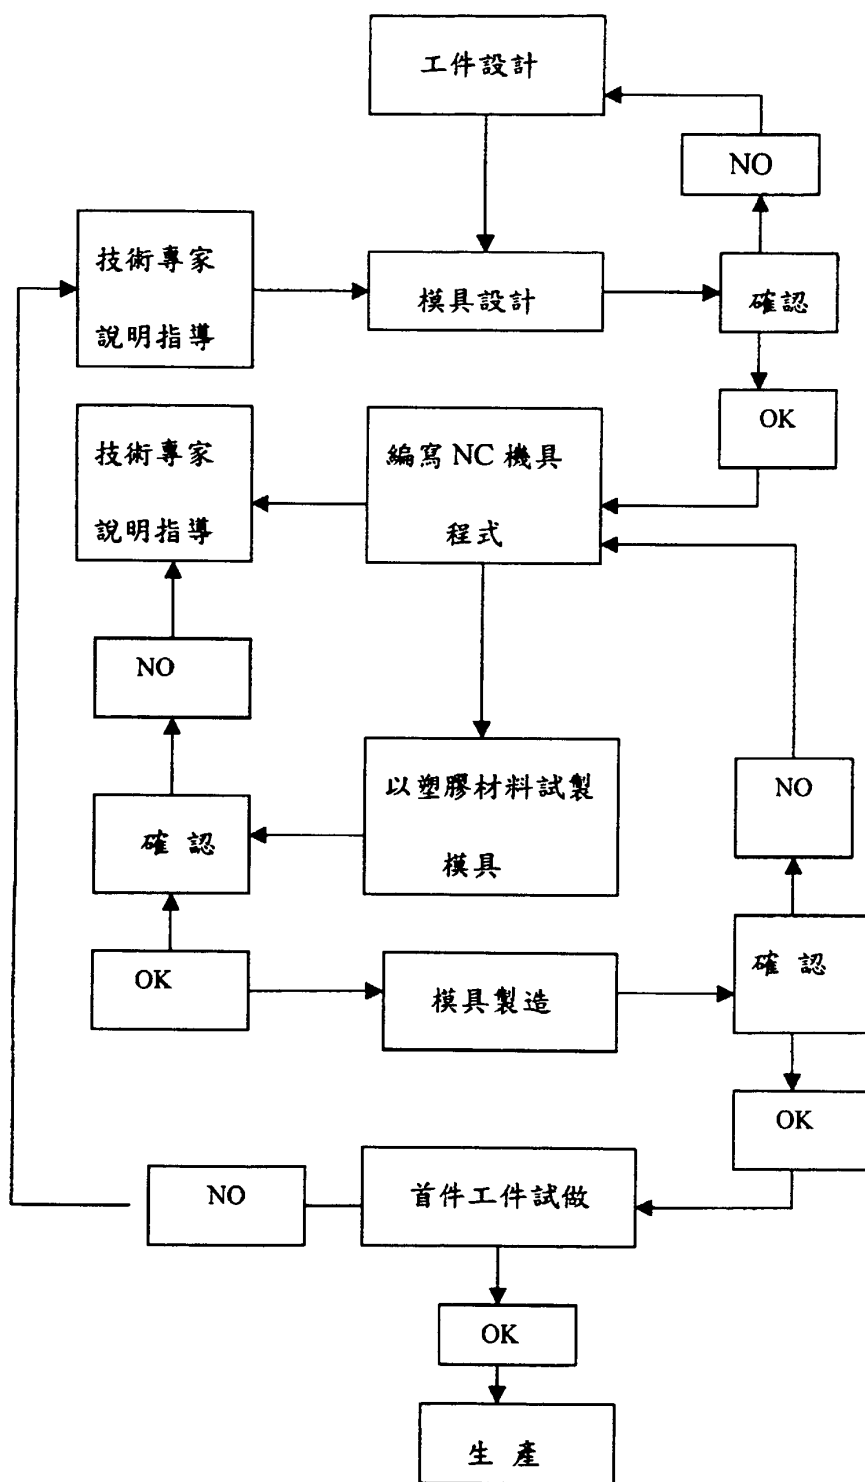 工件設計
NO
技術專家
說明指導
模具設計
確認
OK
技術專家
說明指導
編寫 NC 機具
程式
NO
以塑膠材料試製
模具
NO
確 認
OK
模具製造
確 認
OK
NO
首件工件試做
OK
生 產